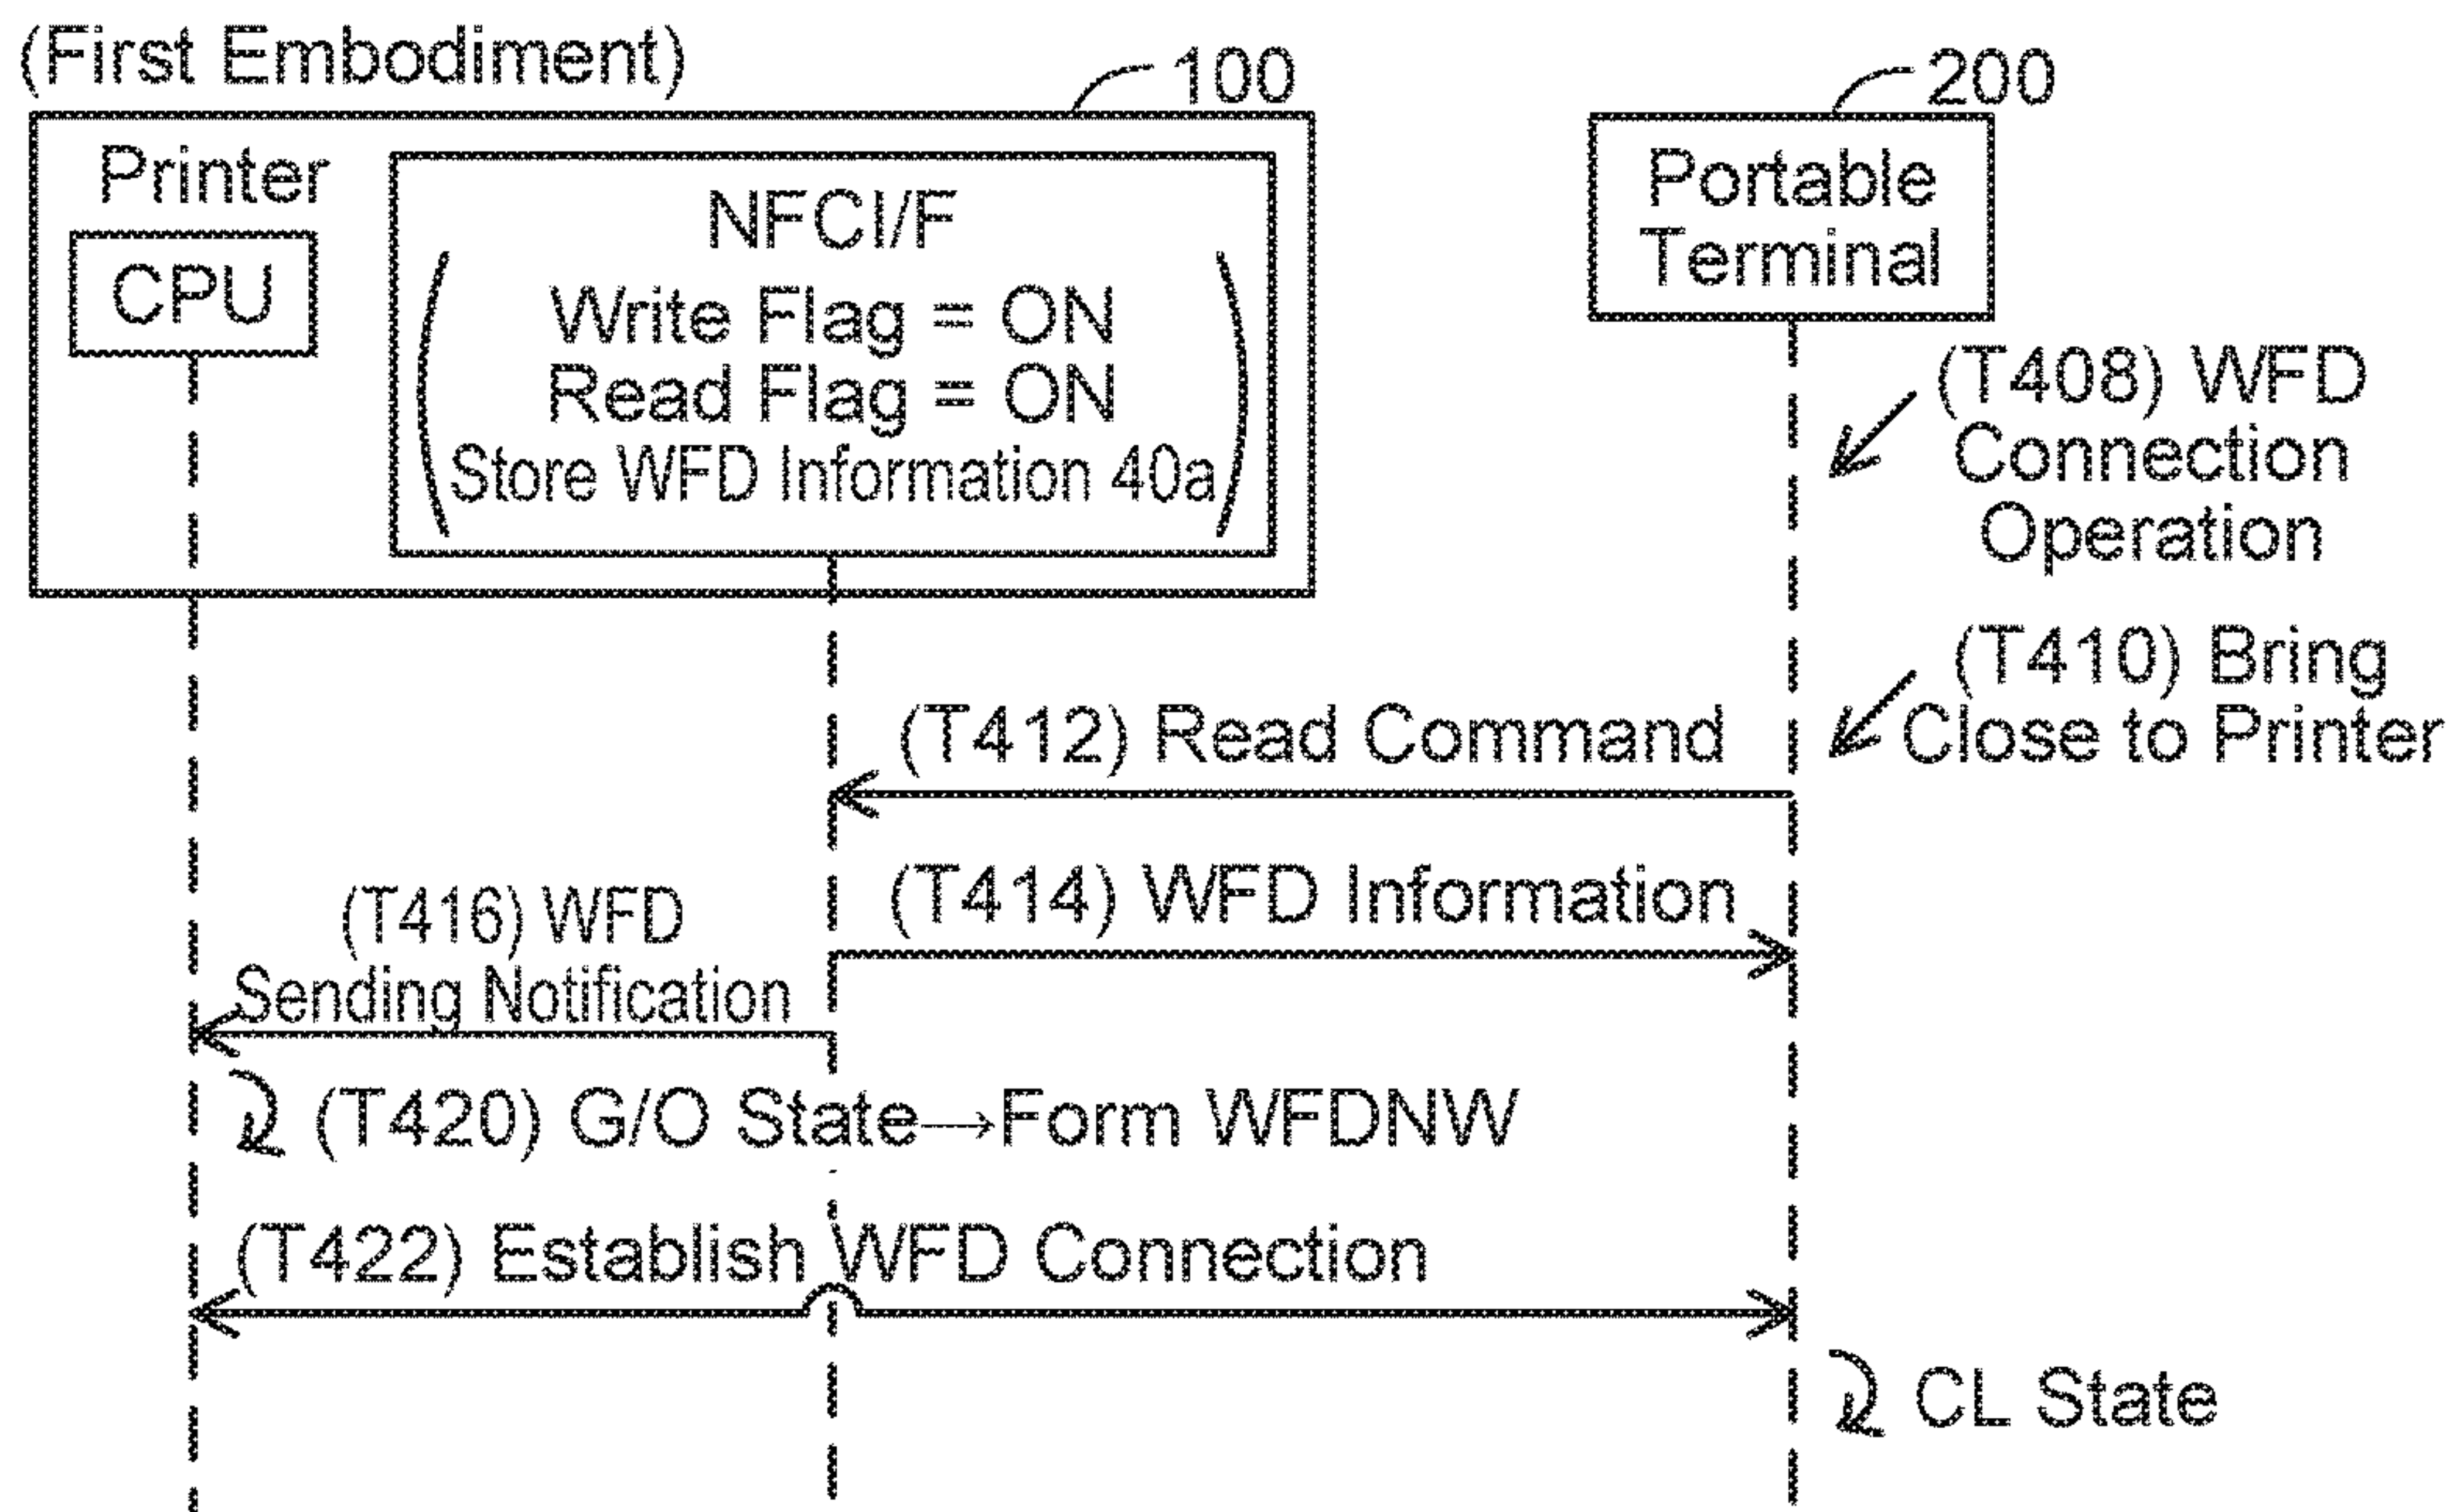 (First Embodiment)
100
200
Printer
CPU
NFCI/F
Write Flag = ON
Read Flag = ON
Store WFD Information 40a
Portable
Terminal
(T408) WFD
Connection
Operation
(T410) Bring
Close to Printer
(T412) Read Command
(T414) WFD Information
(T416) WFD
Sending Notification
(T420) G/O State→Form WFDNW
(T422) Establish WFD Connection
CL State